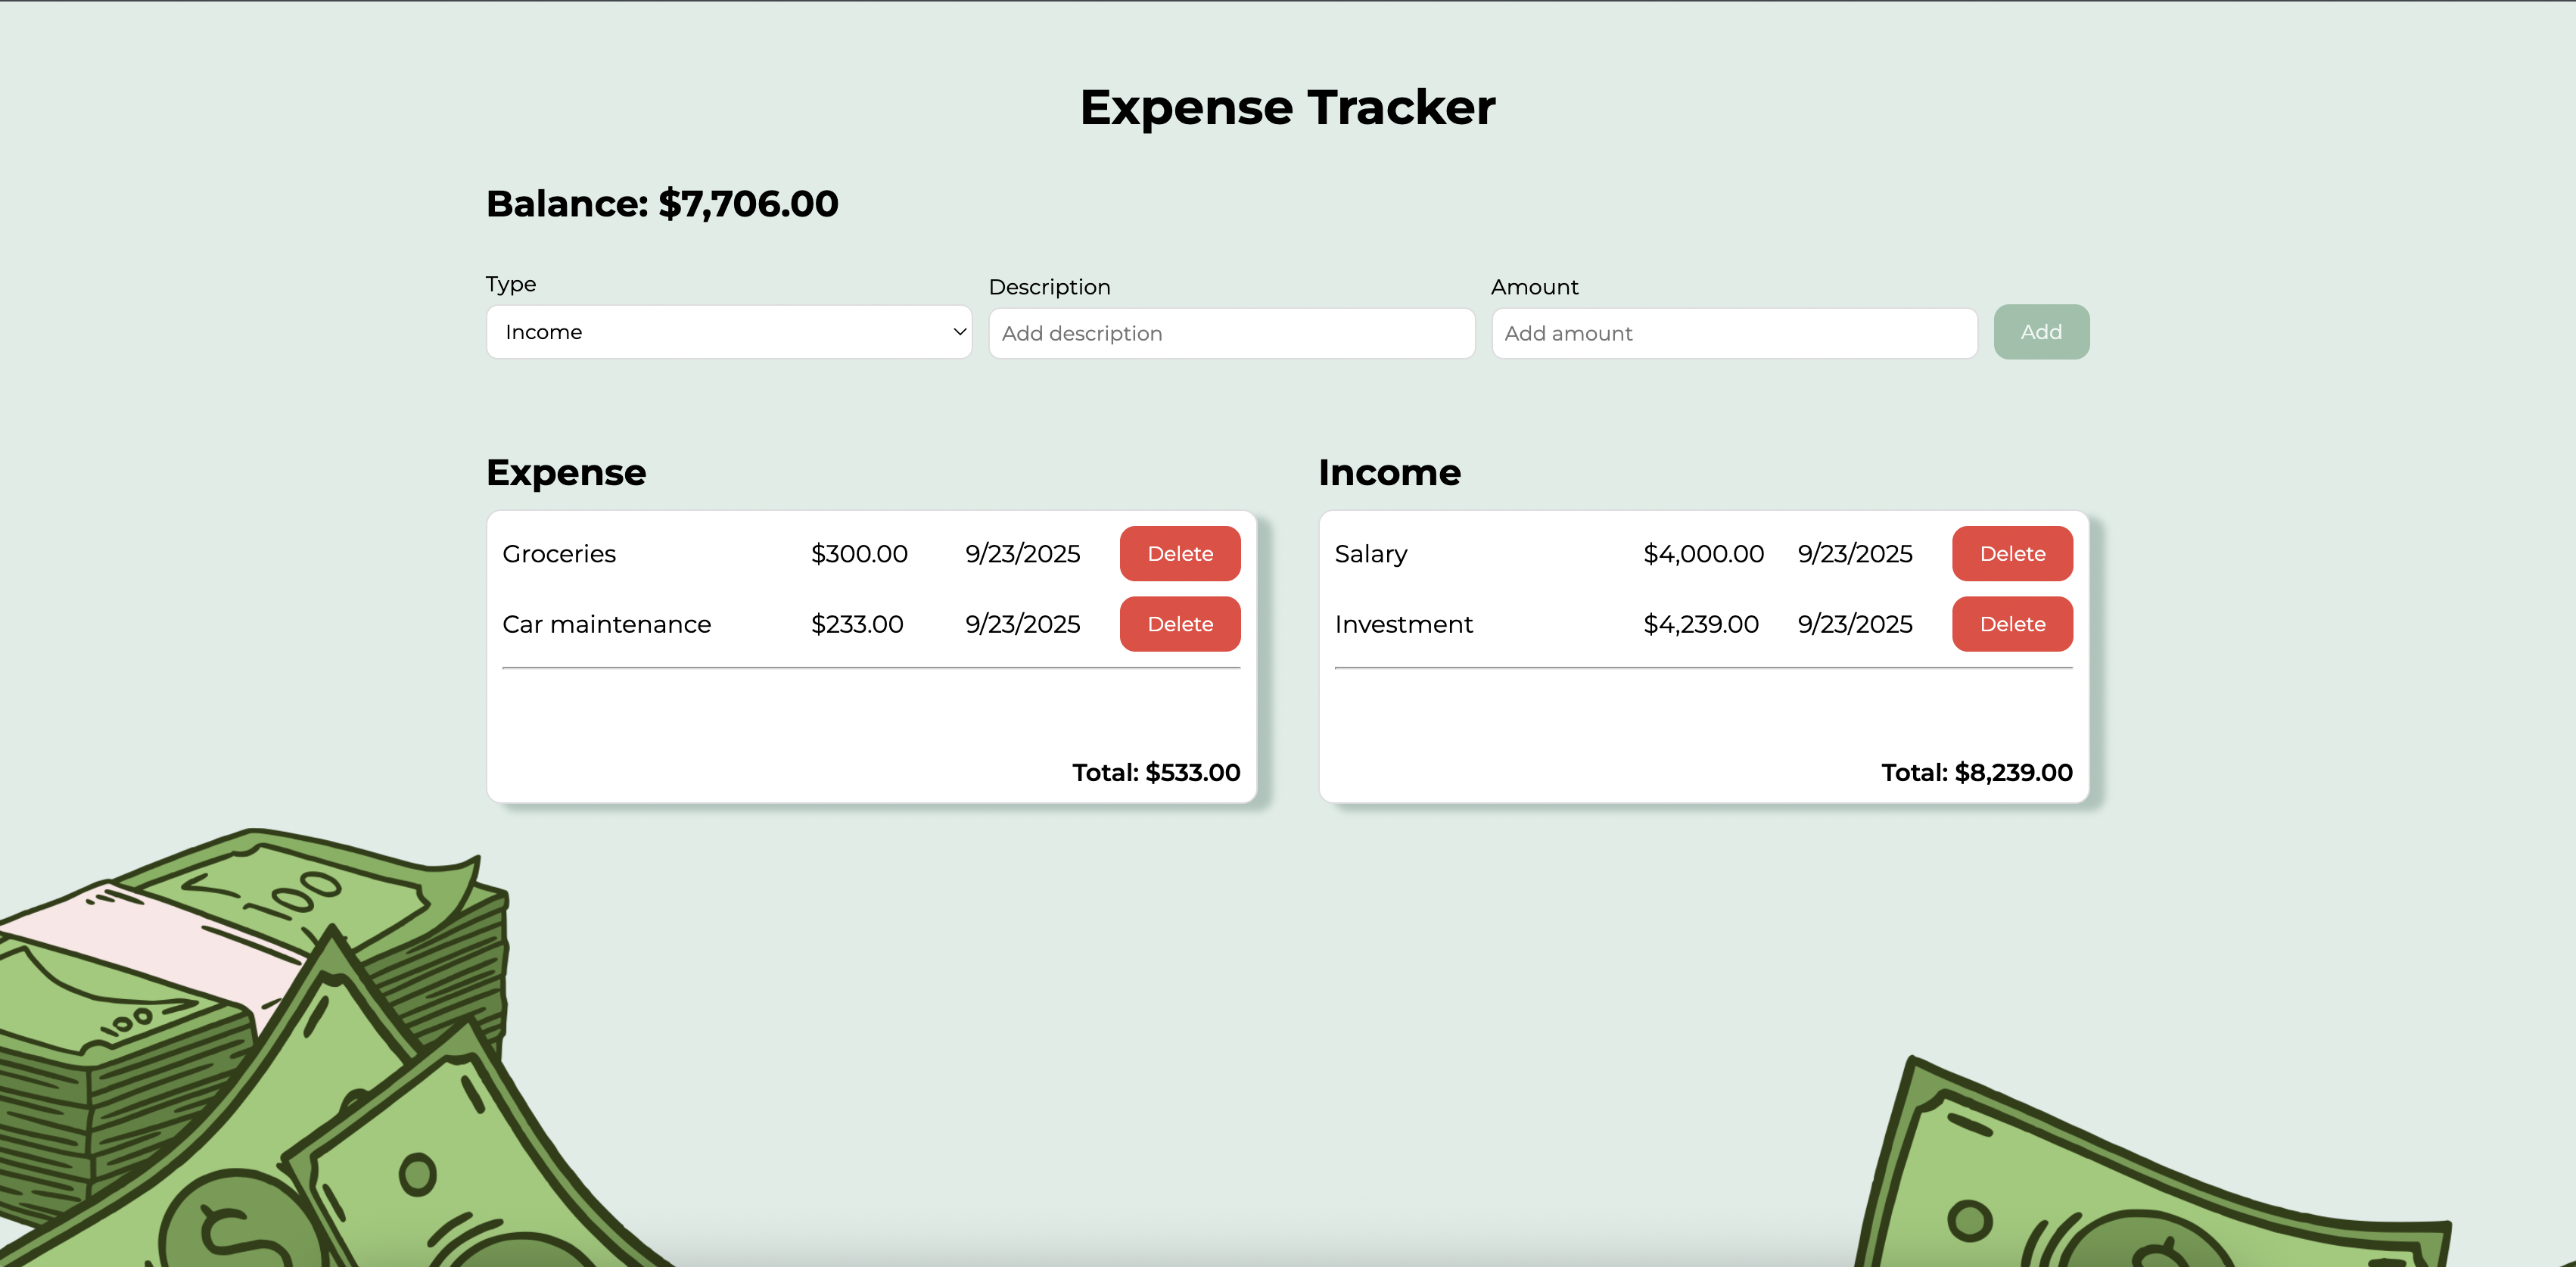 Expense Tracker
Balance: $7,706.00
Type
Description
Amount
Income
Add description
Add amount
Add
Expense
Groceries $300.00 9/23/2025 Delete
Car maintenance $233.00 9/23/2025 Delete
Total: $533.00
Income
Salary $4,000.00 9/23/2025 Delete
Investment $4,239.00 9/23/2025 Delete
Total: $8,239.00
100
100
$
$